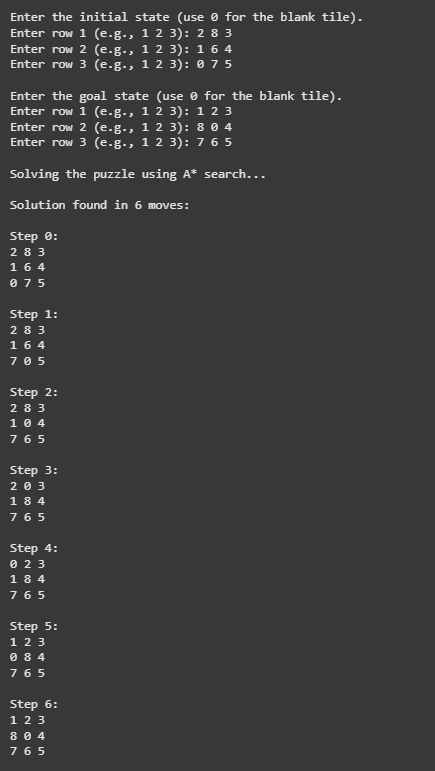 Enter the initial state (use 0 for the blank tile).
Enter row 1 (e.g., 1 2 3): 2 8 3
Enter row 2 (e.g., 1 2 3): 1 6 4
Enter row 3 (e.g., 1 2 3): 0 7 5
Enter the goal state (use 0 for the blank tile).
Enter row 1 (e.g., 1 2 3): 1 2 3
Enter row 2 (e.g., 1 2 3): 8 0 4
Enter row 3 (e.g., 1 2 3): 7 6 5
Solving the puzzle using A* search...
Solution found in 6 moves:
Step 0:
2 8 3
1 6 4
0 7 5
Step 1:
2 8 3
1 6 4
7 0 5
Step 2:
2 8 3
1 0 4
7 6 5
Step 3:
2 0 3
1 8 4
7 6 5
Step 4:
0 2 3
1 8 4
7 6 5
Step 5:
1 2 3
0 8 4
7 6 5
Step 6:
1 2 3
8 0 4
7 6 5